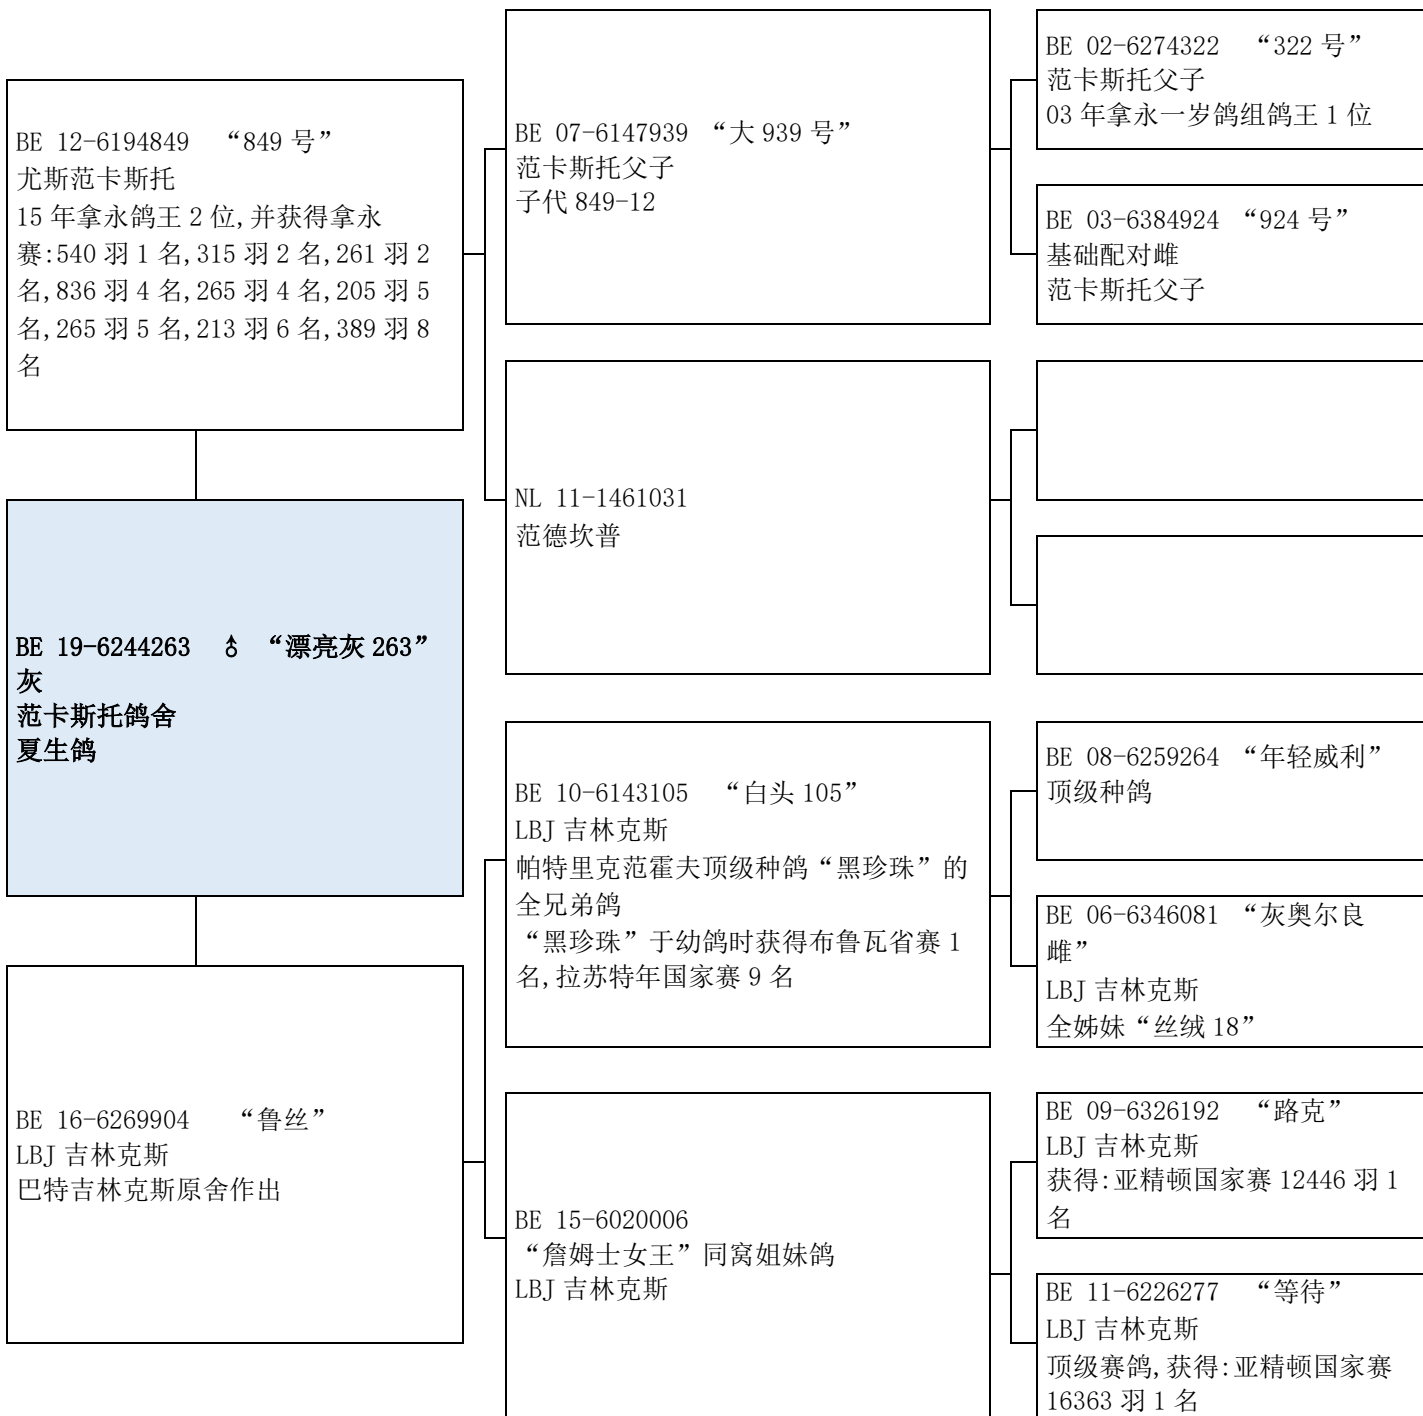 BE 12-6194849 “849 号”
尤斯范卡斯托
15 年拿永鸽王 2 位,并获得拿永
赛:540 羽 1 名,315 羽 2 名,261 羽 2
名,836 羽 4 名,265 羽 4 名,205 羽 5
名,265 羽 5 名,213 羽 6 名,389 羽 8
名
BE 19-6244263 ♁ “漂亮灰 263”
灰
范卡斯托鸽舍
夏生鸽
BE 16-6269904 “鲁丝”
LBJ 吉林克斯
巴特吉林克斯原舍作出
BE 07-6147939 “大 939 号”
范卡斯托父子
子代 849-12
NL 11-1461031
范德坎普
BE 10-6143105 “白头 105”
LBJ 吉林克斯
帕特里克范霍夫顶级种鸽“黑珍珠”的
全兄弟鸽
“黑珍珠”于幼鸽时获得布鲁瓦省赛 1
名,拉苏特年国家赛 9 名
BE 15-6020006
“詹姆士女王”同窝姐妹鸽
LBJ 吉林克斯
BE 02-6274322 “322 号”
范卡斯托父子
03 年拿永一岁鸽组鸽王 1 位
BE 03-6384924 “924 号”
基础配对雌
范卡斯托父子
BE 08-6259264 “年轻威利”
顶级种鸽
BE 06-6346081 “灰奥尔良
雌”
LBJ 吉林克斯
全姊妹“丝绒 18”
BE 09-6326192 “路克”
LBJ 吉林克斯
获得:亚精顿国家赛 12446 羽 1
名
BE 11-6226277 “等待”
LBJ 吉林克斯
顶级赛鸽,获得:亚精顿国家赛
16363 羽 1 名